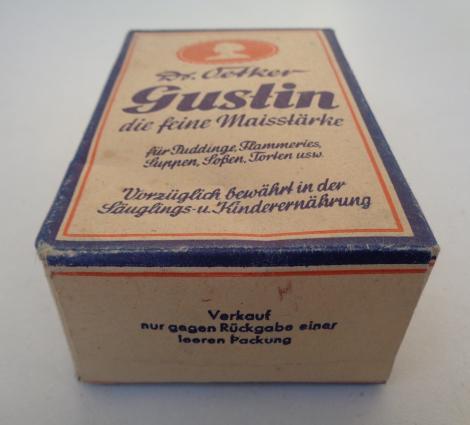 Dr. Oetker
Gustin
die feine Maisstärke
für Puddinge, Flammeries,
Suppen, Soßen, Torten usw.
Vorzüglich bewährt in der
Säuglings-u. Kinderernährung
Verkauf
nur gegen Rückgabe einer
leeren Packung